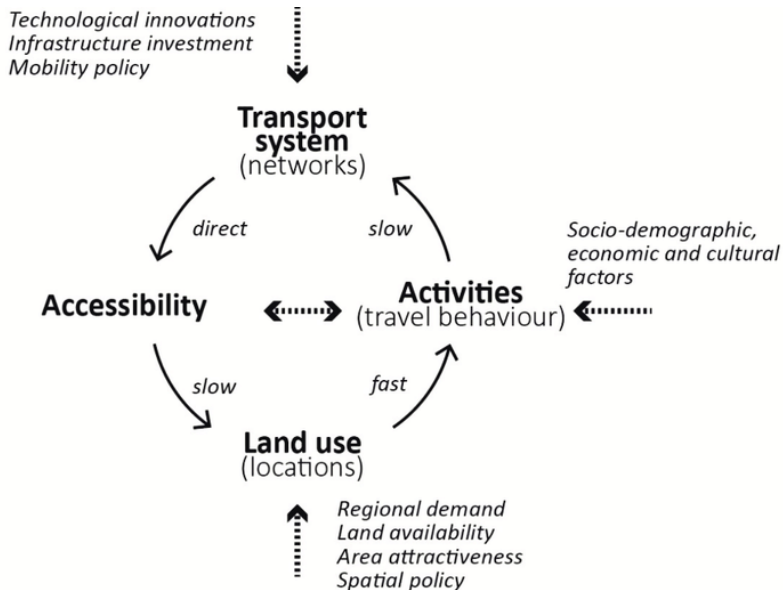 Technological innovations
Infrastructure investment
Mobility policy
Transport
system
(networks)
direct
slow
Socio-demographic,
economic and cultural
factors
Accessibility
Activities
(travel behaviour)
slow
fast
Land use
(locations)
Regional demand
Land availability
Area attractiveness
Spatial policy